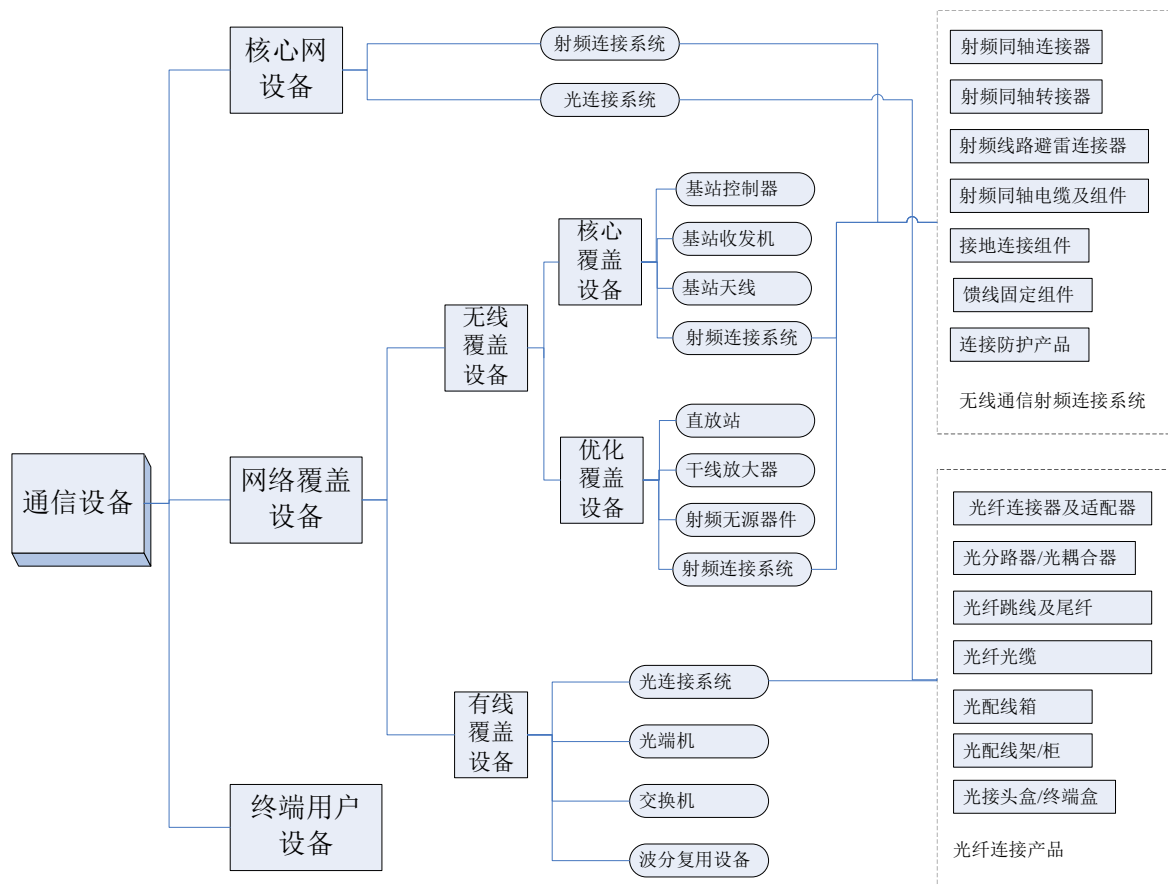 通信设备
核心网
设备
射频连接系统
光连接系统
网络覆盖
设备
无线
覆盖
设备
核心
覆盖
设备
基站控制器
基站收发机
基站天线
射频连接系统
优化
覆盖
设备
直放站
干线放大器
射频无源器件
射频连接系统
有线
覆盖
设备
光连接系统
光端机
交换机
波分复用设备
终端用户
设备
射频同轴连接器
射频同轴转接器
射频线路避雷连接器
射频同轴电缆及组件
接地连接组件
馈线固定组件
连接防护产品
无线通信射频连接系统
光纤连接器及适配器
光分路器/光耦合器
光纤跳线及尾纤
光纤光缆
光配线箱
光配线架/柜
光接头盒/终端盒
光纤连接产品